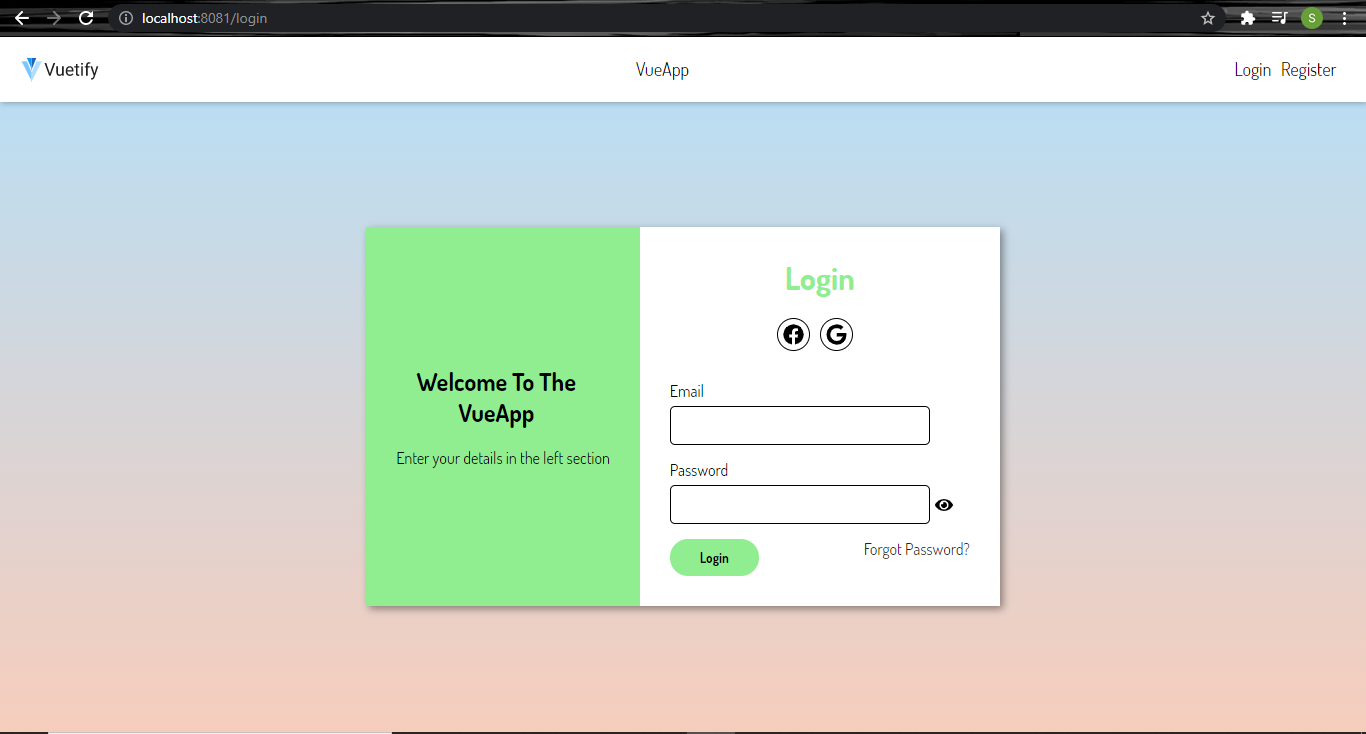 localhost:8081/login
S
Vuetify
VueApp
Login Register
Welcome To The
VueApp
Enter your details in the left section
Login
Email
Password
Login
Forgot Password?